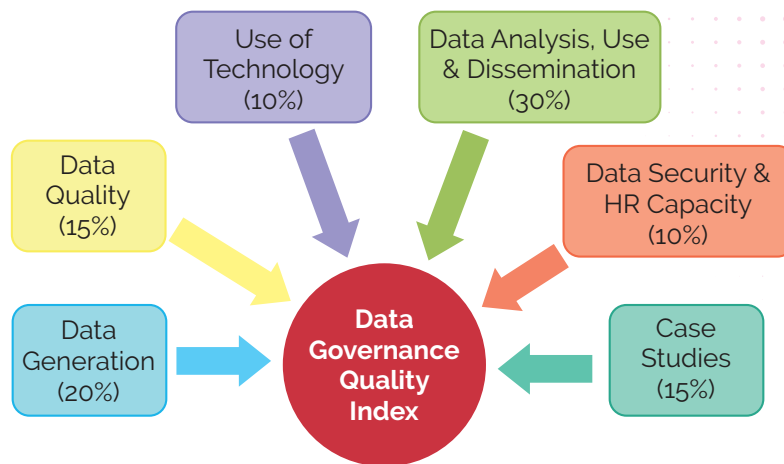 Use of
Technology
(10%)
Data Analysis, Use
& Dissemination
(30%)
Data
Quality
(15%)
Data Security &
HR Capacity
(10%)
Data
Generation
(20%)
Data
Governance
Quality
Index
Case
Studies
(15%)